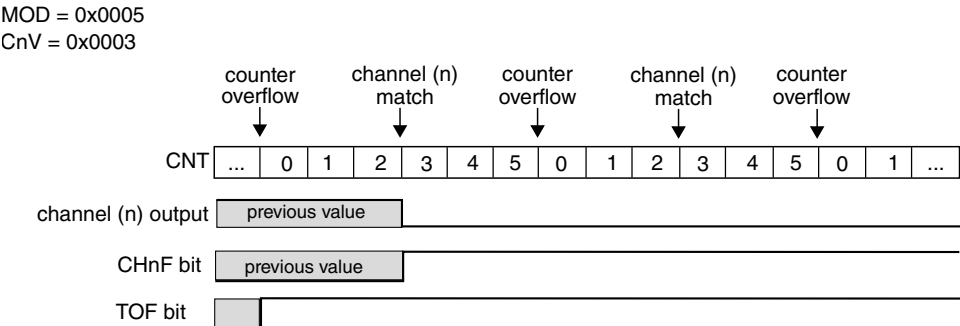 MOD = 0x0005
CnV = 0x0003
counter overflow
channel (n) match
counter overflow
channel (n) match
counter overflow
CNT ... 0 1 2 3 4 5 0 1 2 3 4 5 0 1 ...
channel (n) output previous value
CHnF bit previous value
TOF bit